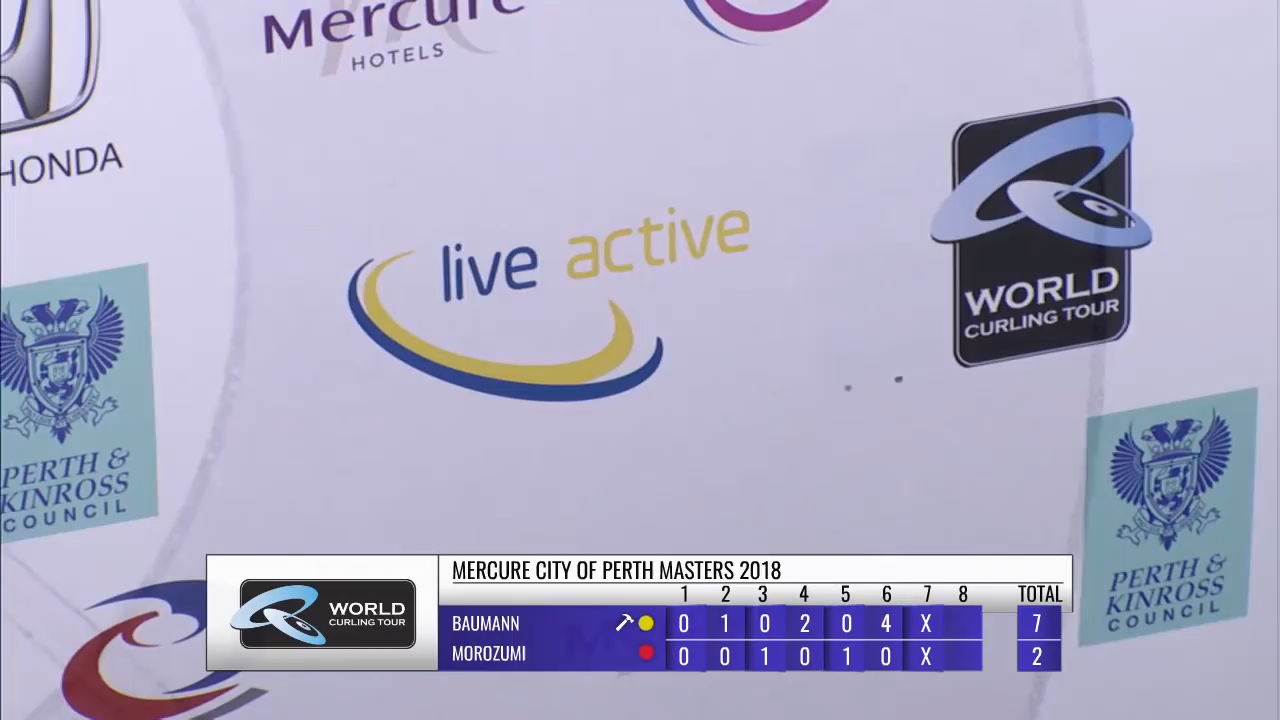 Mercure
HOTELS
HONDA
live active
WORLD
CURLING TOUR
PERTH &
KINROSS
COUNCIL
PERTH &
KINROSS
COUNCIL
MERCURE CITY OF PERTH MASTERS 2018
WORLD
CURLING TOUR
1 2 3 4 5 6 7 8 TOTAL
BAUMANN 0 1 0 2 0 4 X 7
MOROZUMI 0 0 1 0 1 0 X 2